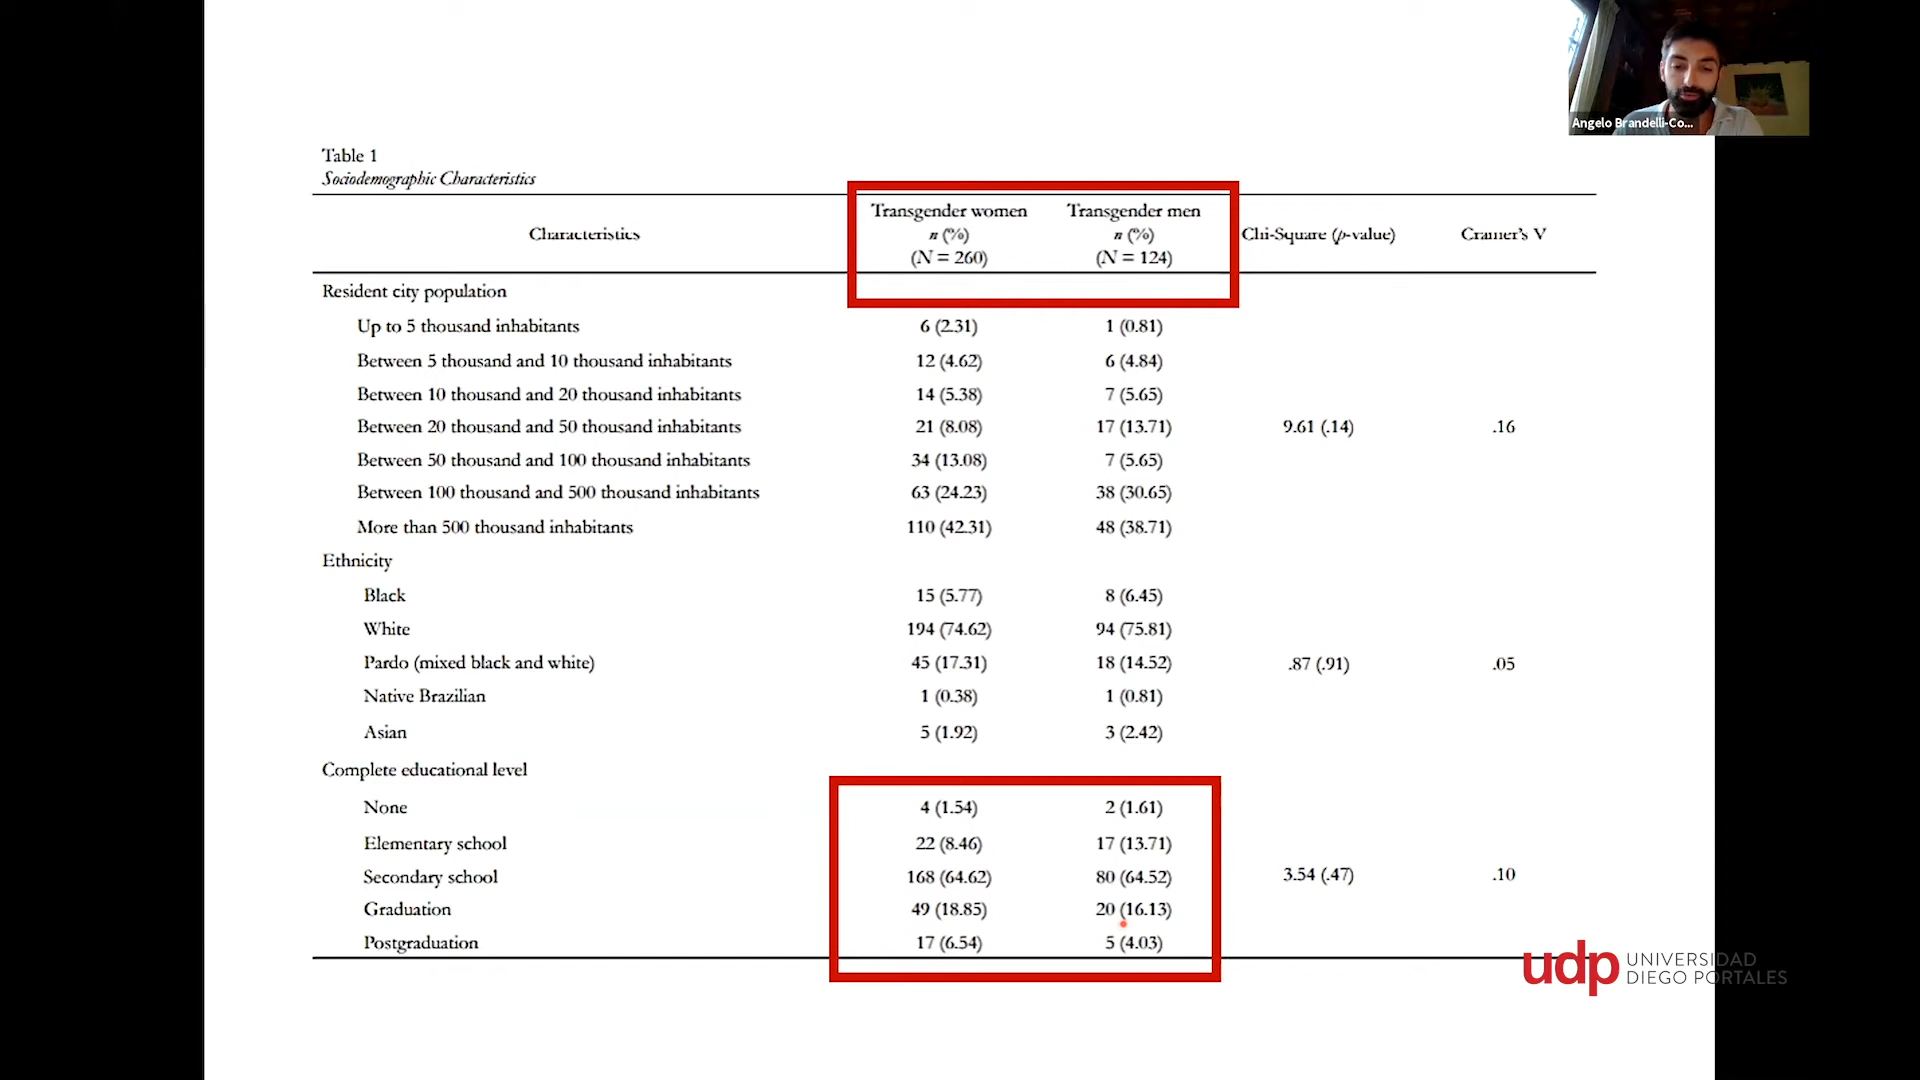 Angelo Brandelli-Co...
Table 1
Sociodemographic Characteristics
Characteristics
Transgender women
n (%)
(N = 260)
Transgender men
n (%)
(N = 124)
Chi-Square (p-value)
Cramer's V
Resident city population
Up to 5 thousand inhabitants 6 (2.31) 1 (0.81)
Between 5 thousand and 10 thousand inhabitants 12 (4.62) 6 (4.84)
Between 10 thousand and 20 thousand inhabitants 14 (5.38) 7 (5.65)
Between 20 thousand and 50 thousand inhabitants 21 (8.08) 17 (13.71) 9.61 (.14) .16
Between 50 thousand and 100 thousand inhabitants 34 (13.08) 7 (5.65)
Between 100 thousand and 500 thousand inhabitants 63 (24.23) 38 (30.65)
More than 500 thousand inhabitants 110 (42.31) 48 (38.71)
Ethnicity
Black 15 (5.77) 8 (6.45)
White 194 (74.62) 94 (75.81)
Pardo (mixed black and white) 45 (17.31) 18 (14.52) .87 (.91) .05
Native Brazilian 1 (0.38) 1 (0.81)
Asian 5 (1.92) 3 (2.42)
Complete educational level
None 4 (1.54) 2 (1.61)
Elementary school 22 (8.46) 17 (13.71)
Secondary school 168 (64.62) 80 (64.52) 3.54 (.47) .10
Graduation 49 (18.85) 20 (16.13)
Postgraduation 17 (6.54) 5 (4.03)
udp UNIVERSIDAD
DIEGO PORTALES